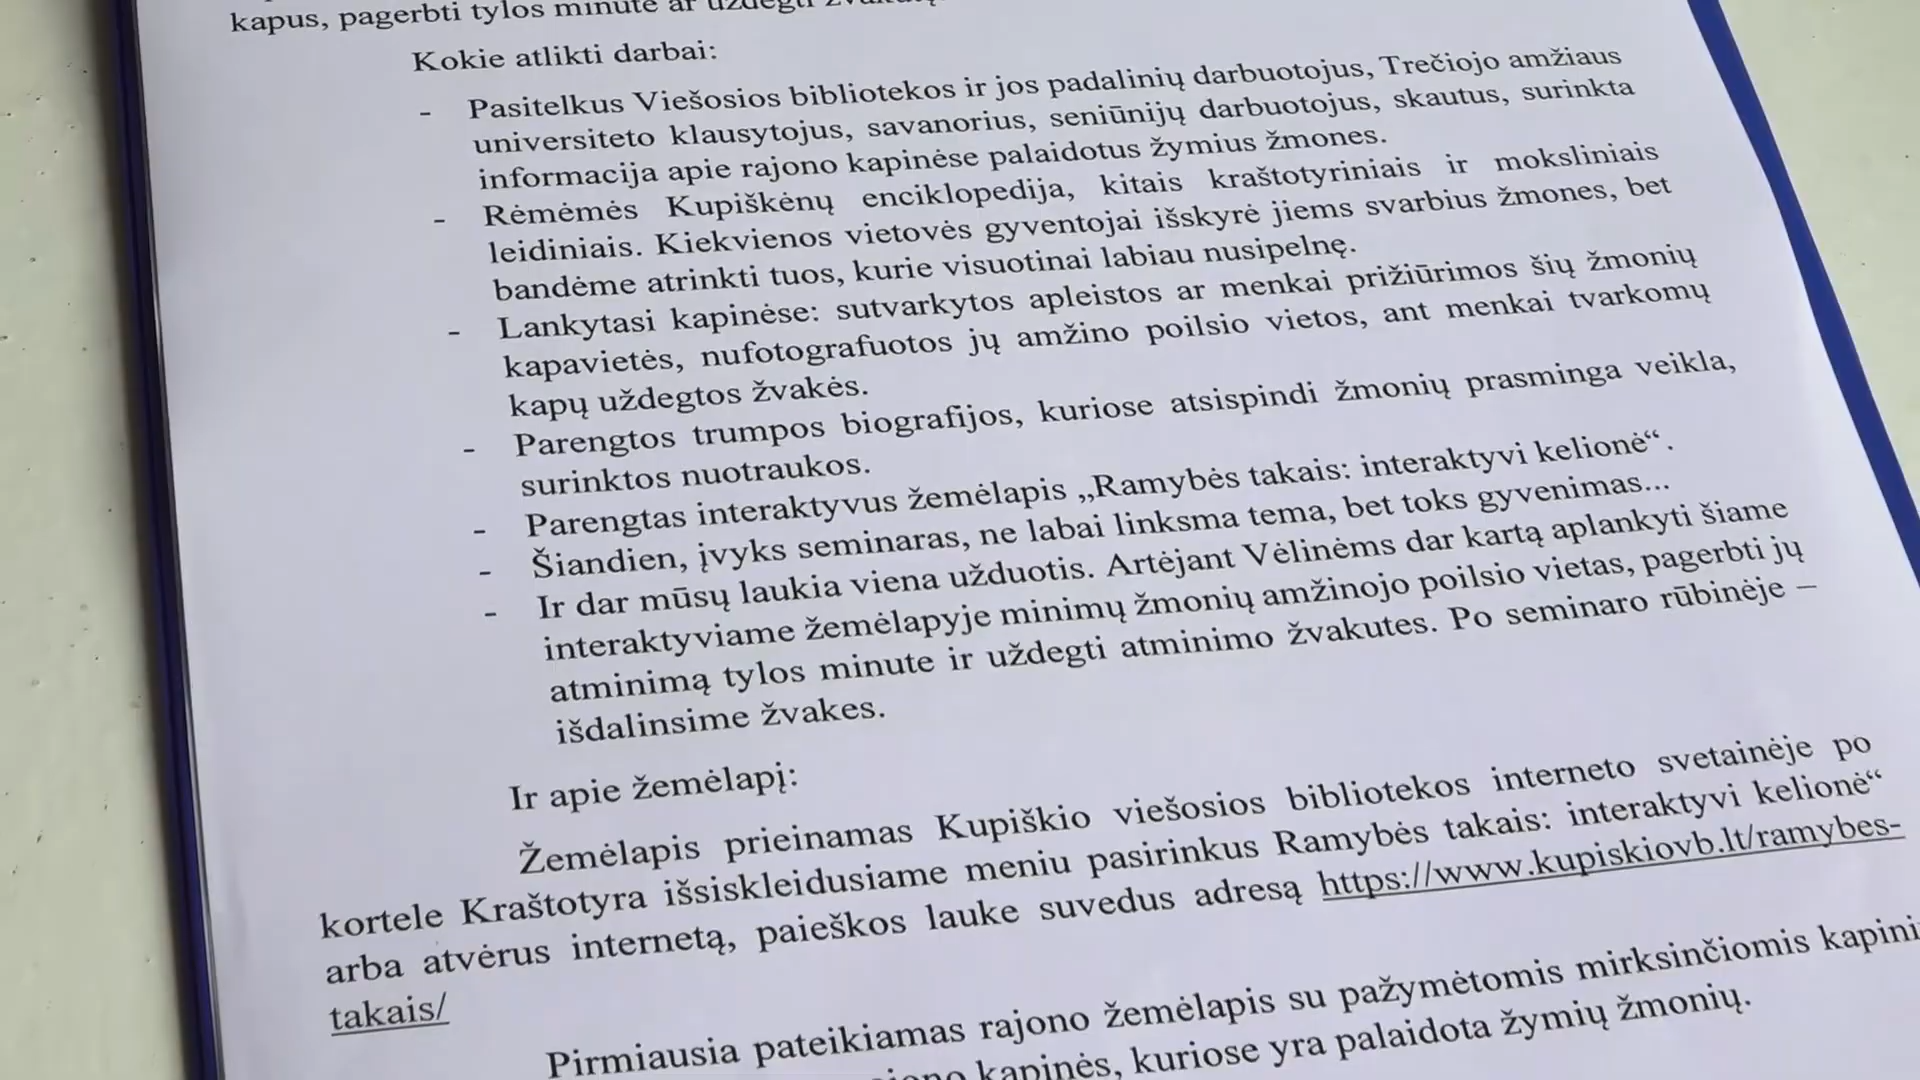 kapus, pagerbti tylos minute ar uždegti
Kokie atlikti darbai:
- Pasitelkus Viešosios bibliotekos ir jos padalinių darbuotojus, Trečiojo amžiaus
universiteto klausytojus, savanorius, seniūnijų darbuotojus, skautus, surinkta
informacija apie rajono kapinėse palaidotus žymius žmones.
- Rėmėmės Kupiškėnų enciklopedija, kitais kraštotyriniais ir moksliniais
leidiniais. Kiekvienos vietovės gyventojai išskyrė jiems svarbius žmones, bet
bandėme atrinkti tuos, kurie visuotinai labiau nusipelnę.
- Lankytasi kapinėse: sutvarkytos apleistos ar menkai prižiūrimos šių žmonių
kapavietės, nufotografuotos jų amžino poilsio vietos, ant menkai tvarkomų
kapų uždegtos žvakės.
- Parengtos trumpos biografijos, kuriose atsispindi žmonių prasminga veikla,
surinktos nuotraukos.
- Parengtas interaktyvus žemėlapis „Ramybės takais: interaktyvi kelionė“.
- Šiandien, įvyks seminaras, ne labai linksma tema, bet toks gyvenimas...
- Ir dar mūsų laukia viena užduotis. Artėjant Vėlinėms dar kartą aplankyti šiame
interaktyviame žemėlapyje minimų žmonių amžinojo poilsio vietas, pagerbti jų
atminimą tylos minute ir uždegti atminimo žvakutes. Po seminaro rūbinėje –
išdalinsime žvakes.
Ir apie žemėlapį:
Žemėlapis prieinamas Kupiškio viešosios bibliotekos interneto svetainėje po
kortele Kraštotyra išsiskleidusiame meniu pasirinkus Ramybės takais: interaktyvi kelionė“
arba atvėrus internetą, paieškos lauke suvedus adresą https://www.kupiskiovb.lt/ramybes-
takais/
Pirmiausia pateikiamas rajono žemėlapis su pažymėtomis mirksinčiomis kapini
kapinės, kuriose yra palaidota žymių žmonių.